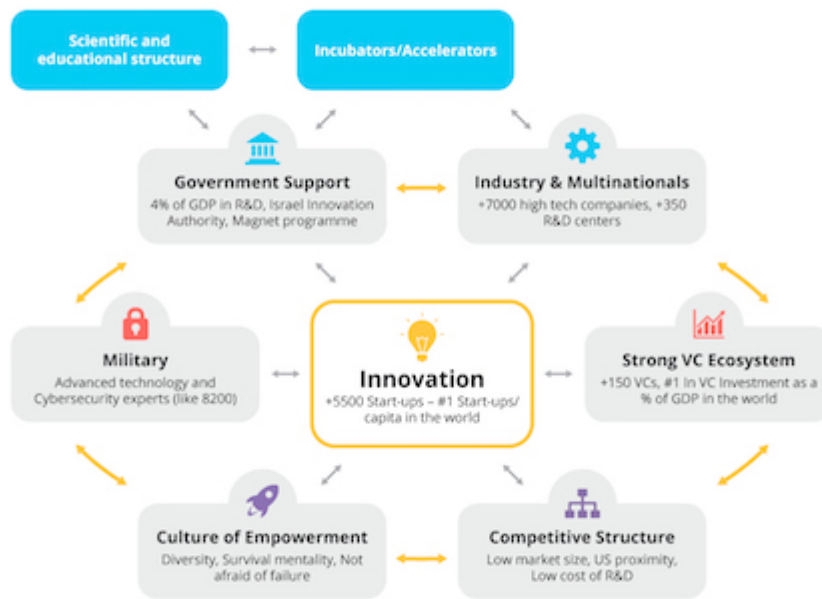 Scientific and
educational structure
Incubators/Accelerators
Government Support
4% of GDP in R&D, Israel Innovation
Authority, Magnet programme
Industry & Multinationals
+7000 high tech companies, +350
R&D centers
Military
Advanced technology and
Cybersecurity experts (like 8200)
Innovation
+5500 Start-ups – #1 Start-ups/
capita in the world
Strong VC Ecosystem
+150 VCs, #1 In VC Investment as a
% of GDP in the world
Culture of Empowerment
Diversity, Survival mentality, Not
afraid of failure
Competitive Structure
Low market size, US proximity,
Low cost of R&D